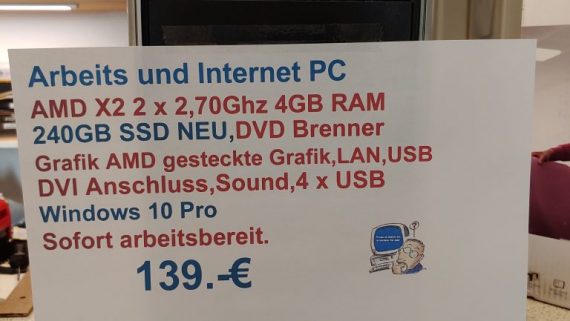 Arbeits und Internet PC
AMD X2 2 x 2,70Ghz 4GB RAM
240GB SSD NEU,DVD Brenner
Grafik AMD gesteckte Grafik,LAN,USB
DVI Anschluss,Sound,4 x USB
Windows 10 Pro
Sofort arbeitsbereit.
139.-€